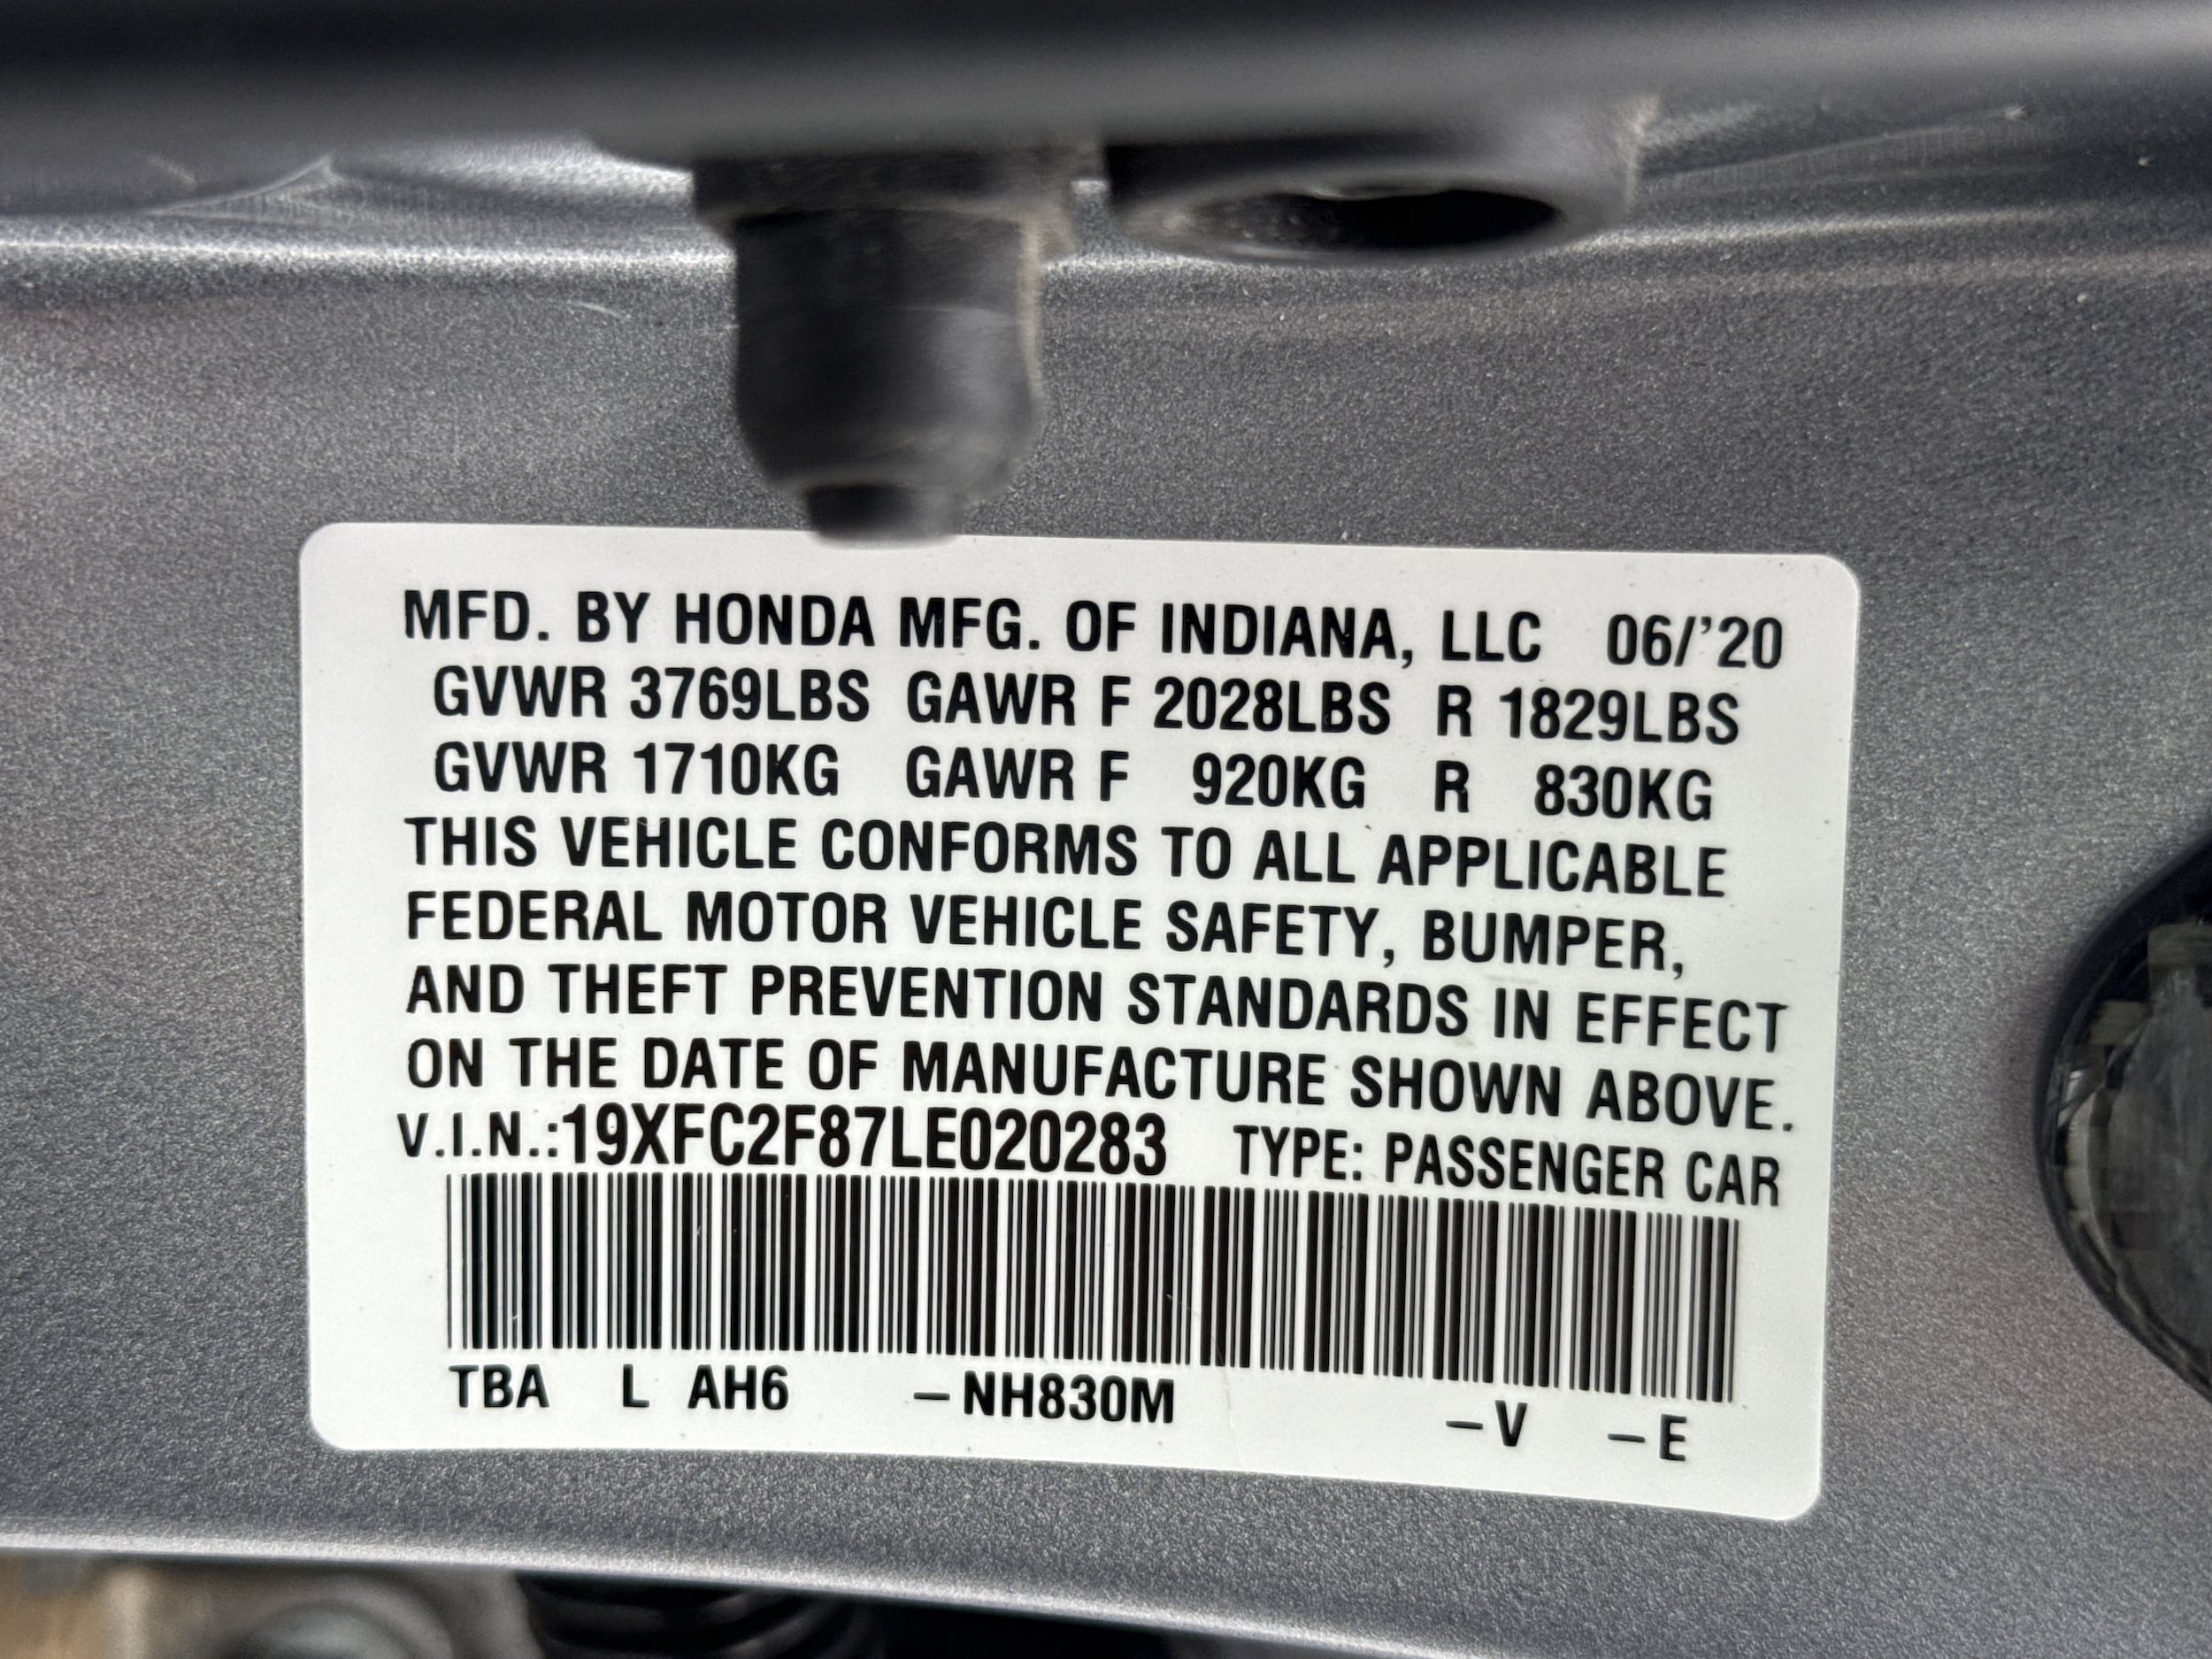 MFD. BY HONDA MFG. OF INDIANA, LLC 06/'20
GVWR 3769LBS GAWR F 2028LBS R 1829LBS
GVWR 1710KG GAWR F 920KG R 830KG
THIS VEHICLE CONFORMS TO ALL APPLICABLE
FEDERAL MOTOR VEHICLE SAFETY, BUMPER,
AND THEFT PREVENTION STANDARDS IN EFFECT
ON THE DATE OF MANUFACTURE SHOWN ABOVE.
V.I.N.:19XFC2F87LE020283 TYPE: PASSENGER CAR
TBA L AH6 –NH830M –V –E